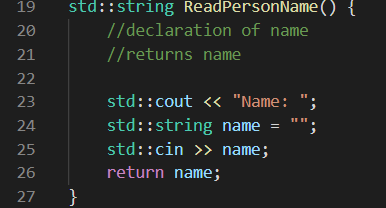 19 std::string ReadPersonName() {
20     //declaration of name
21     //returns name
22
23     std::cout << "Name: ";
24     std::string name = "";
25     std::cin >> name;
26     return name;
27 }